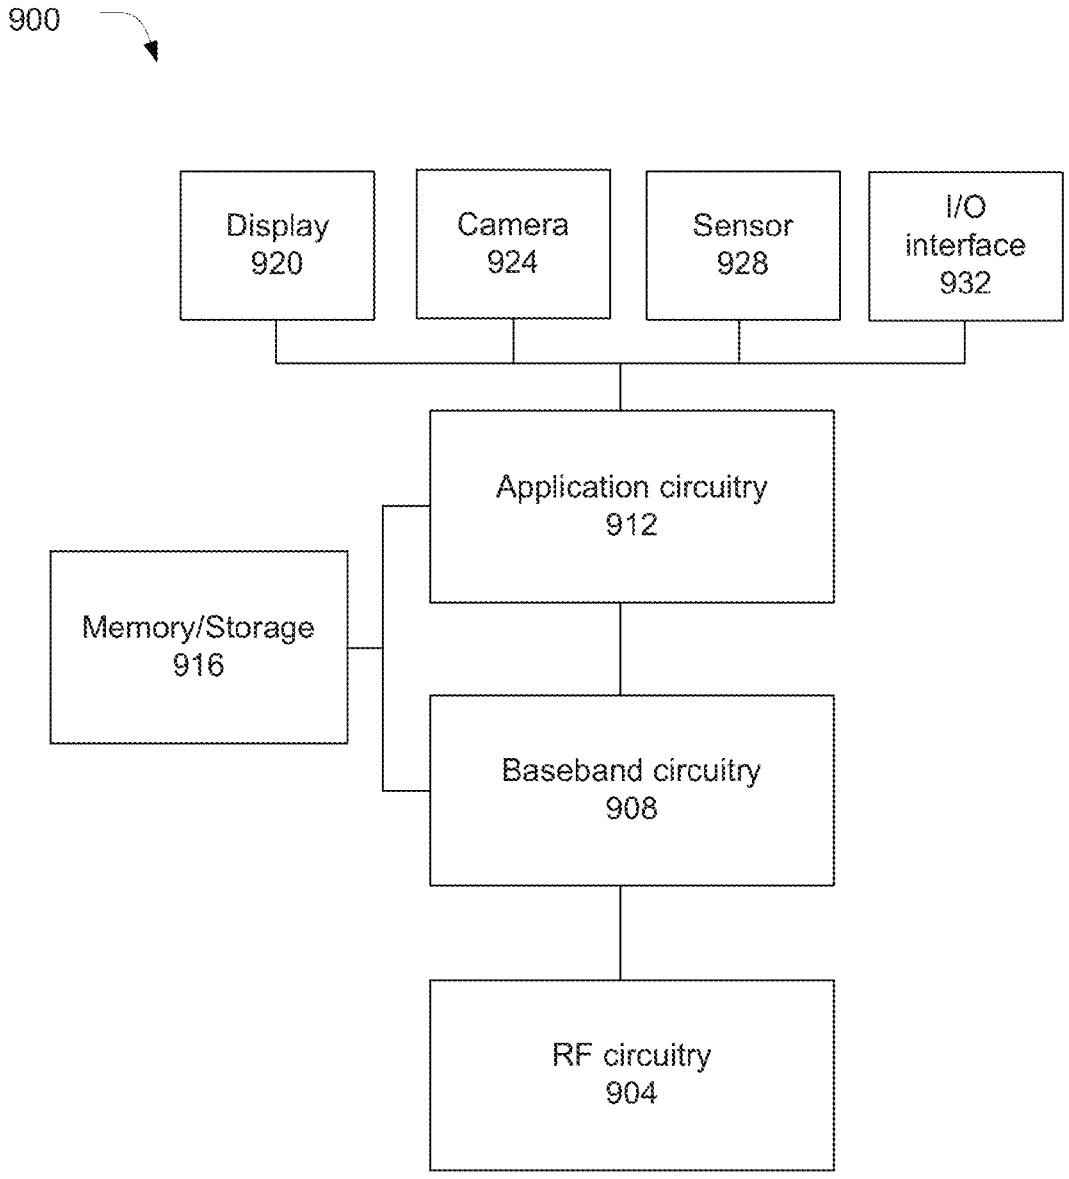 900
Display
920
Camera
924
Sensor
928
I/O
interface
932
Application circuitry
912
Memory/Storage
916
Baseband circuitry
908
RF circuitry
904